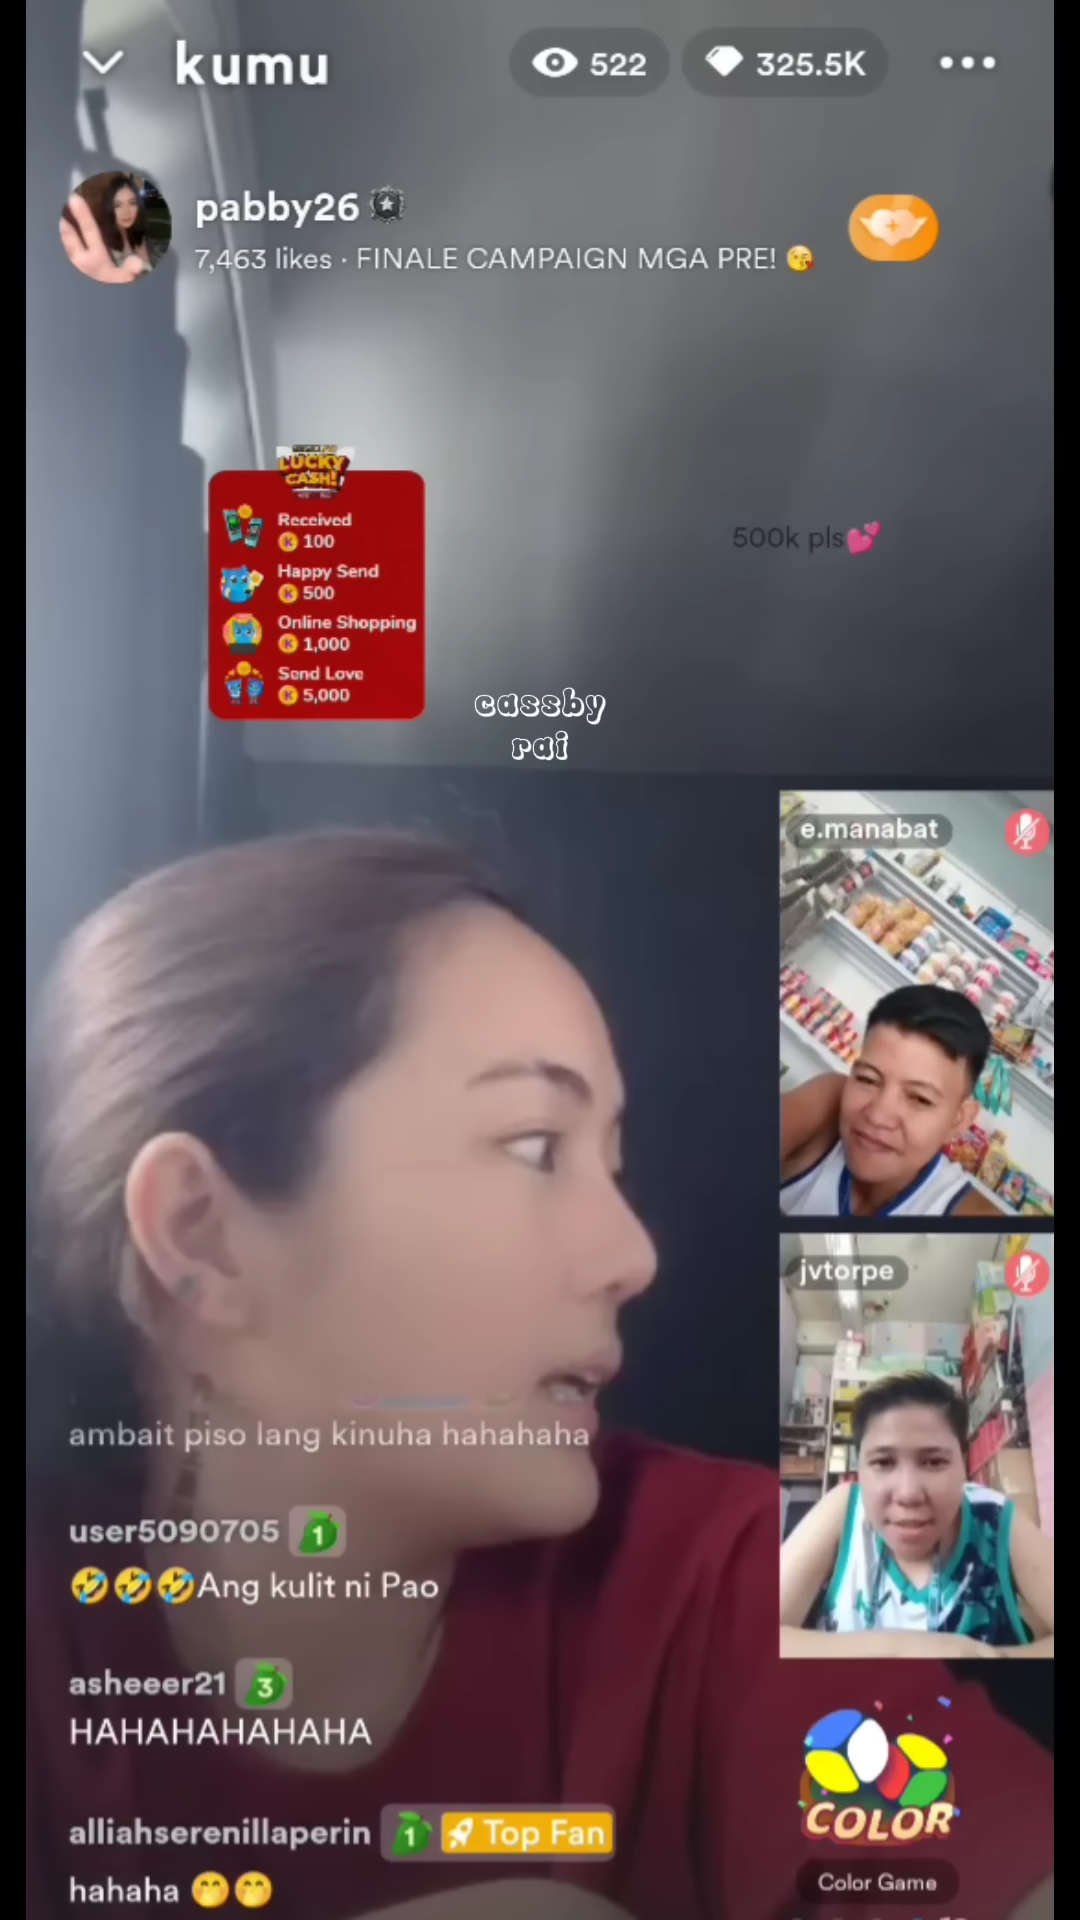 kumu
522
325.5K
pabby26
7,463 likes · FINALE CAMPAIGN MGA PRE! 😘
LUCKY
CASH!
Received
K 100
Happy Send
K 500
Online Shopping
K 1,000
Send Love
K 5,000
500k pls💕
cassby
rai
e.manabat
jvtorpe
ambait piso lang kinuha hahahaha
user5090705 1
🤣🤣🤣Ang kulit ni Pao
asheeer21 3
HAHAHAHAHAHA
alliahserenillaperin 1 Top Fan
hahaha 🤭🤭
COLOR
Color Game